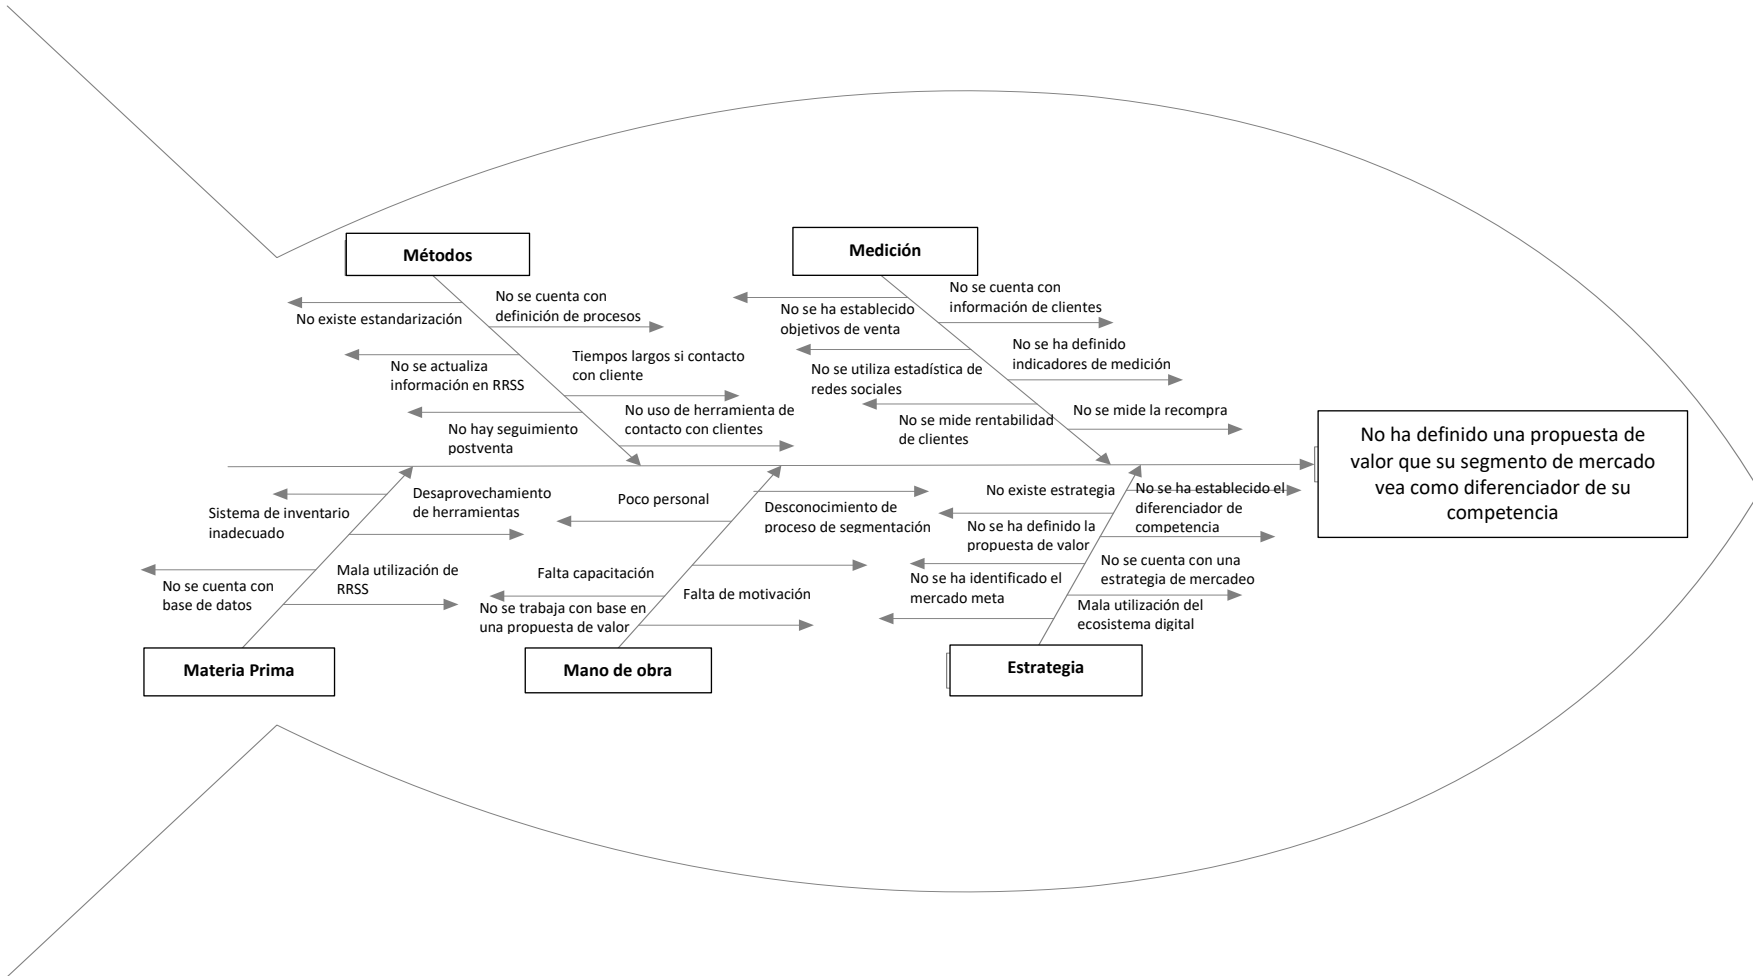 Métodos
No existe estandarización
No se cuenta con
definición de procesos
No se actualiza
información en RRSS
Tiempos largos si contacto
con cliente
No hay seguimiento
postventa
No uso de herramienta de
contacto con clientes
Medición
No se ha establecido
objetivos de venta
No se cuenta con
información de clientes
No se utiliza estadística de
redes sociales
No se ha definido
indicadores de medición
No se mide rentabilidad
de clientes
No se mide la recompra
No ha definido una propuesta de
valor que su segmento de mercado
vea como diferenciador de su
competencia
Sistema de inventario
inadecuado
Desaprovechamiento
de herramientas
No se cuenta con
base de datos
Mala utilización de
RRSS
Materia Prima
Poco personal
Desconocimiento de
proceso de segmentación
Falta capacitación
Falta de motivación
No se trabaja con base en
una propuesta de valor
Mano de obra
No existe estrategia
No se ha establecido el
diferenciador de
competencia
No se ha definido la
propuesta de valor
No se cuenta con una
estrategia de mercadeo
No se ha identificado el
mercado meta
Mala utilización del
ecosistema digital
Estrategia